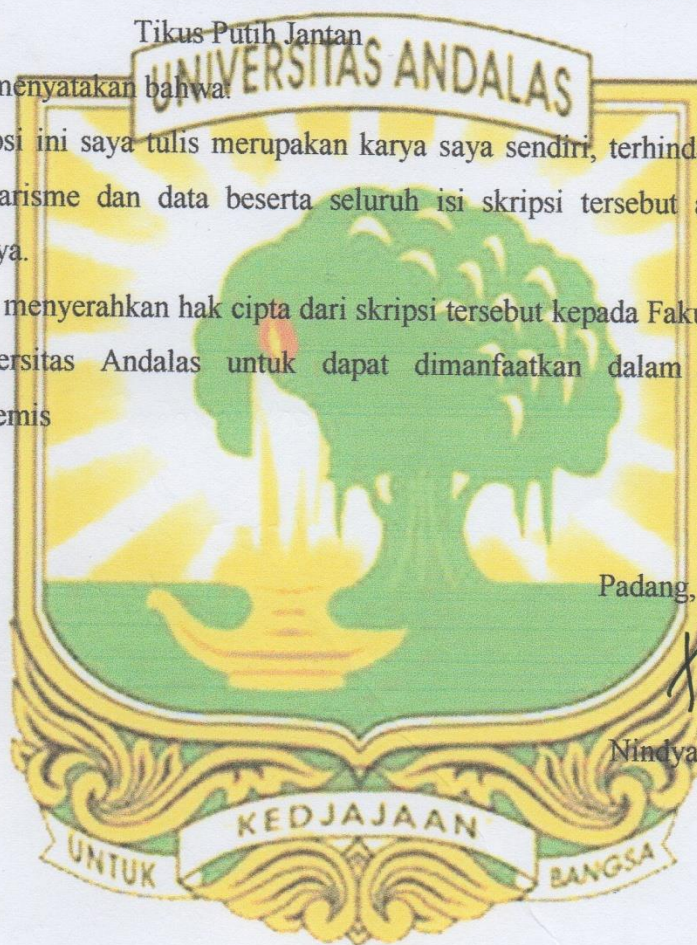 Tikus Putih Jantan
UNIVERSITAS ANDALAS
menyatakan bahwa:
osi ini saya tulis merupakan karya saya sendiri, terhind
arisme dan data beserta seluruh isi skripsi tersebut a
ya.
menyerahkan hak cipta dari skripsi tersebut kepada Faku
ersitas Andalas untuk dapat dimanfaatkan dalam
emis
Padang,
Nindya
KEDJAJAAN
UNTUK
BANGSA